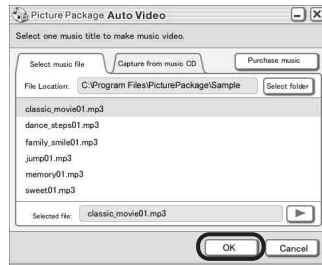 Picture Package Auto Video
Select one music title to make music video.
Select music file
Capture from music CD
Purchase music
File Location: C:\Program Files\PicturePackage\Sample
Select folder
classic_movie01.mp3
dance_steps01.mp3
family_smile01.mp3
jump01.mp3
memory01.mp3
sweet01.mp3
Selected file: classic_movie01.mp3
OK
Cancel